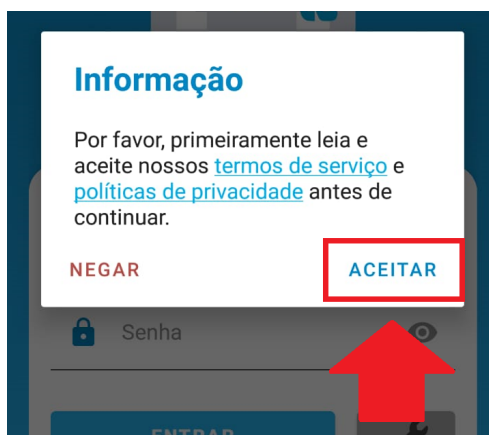 Informação
Por favor, primeiramente leia e
aceite nossos termos de serviço e
políticas de privacidade antes de
continuar.
NEGAR ACEITAR
Senha
ENTRAR